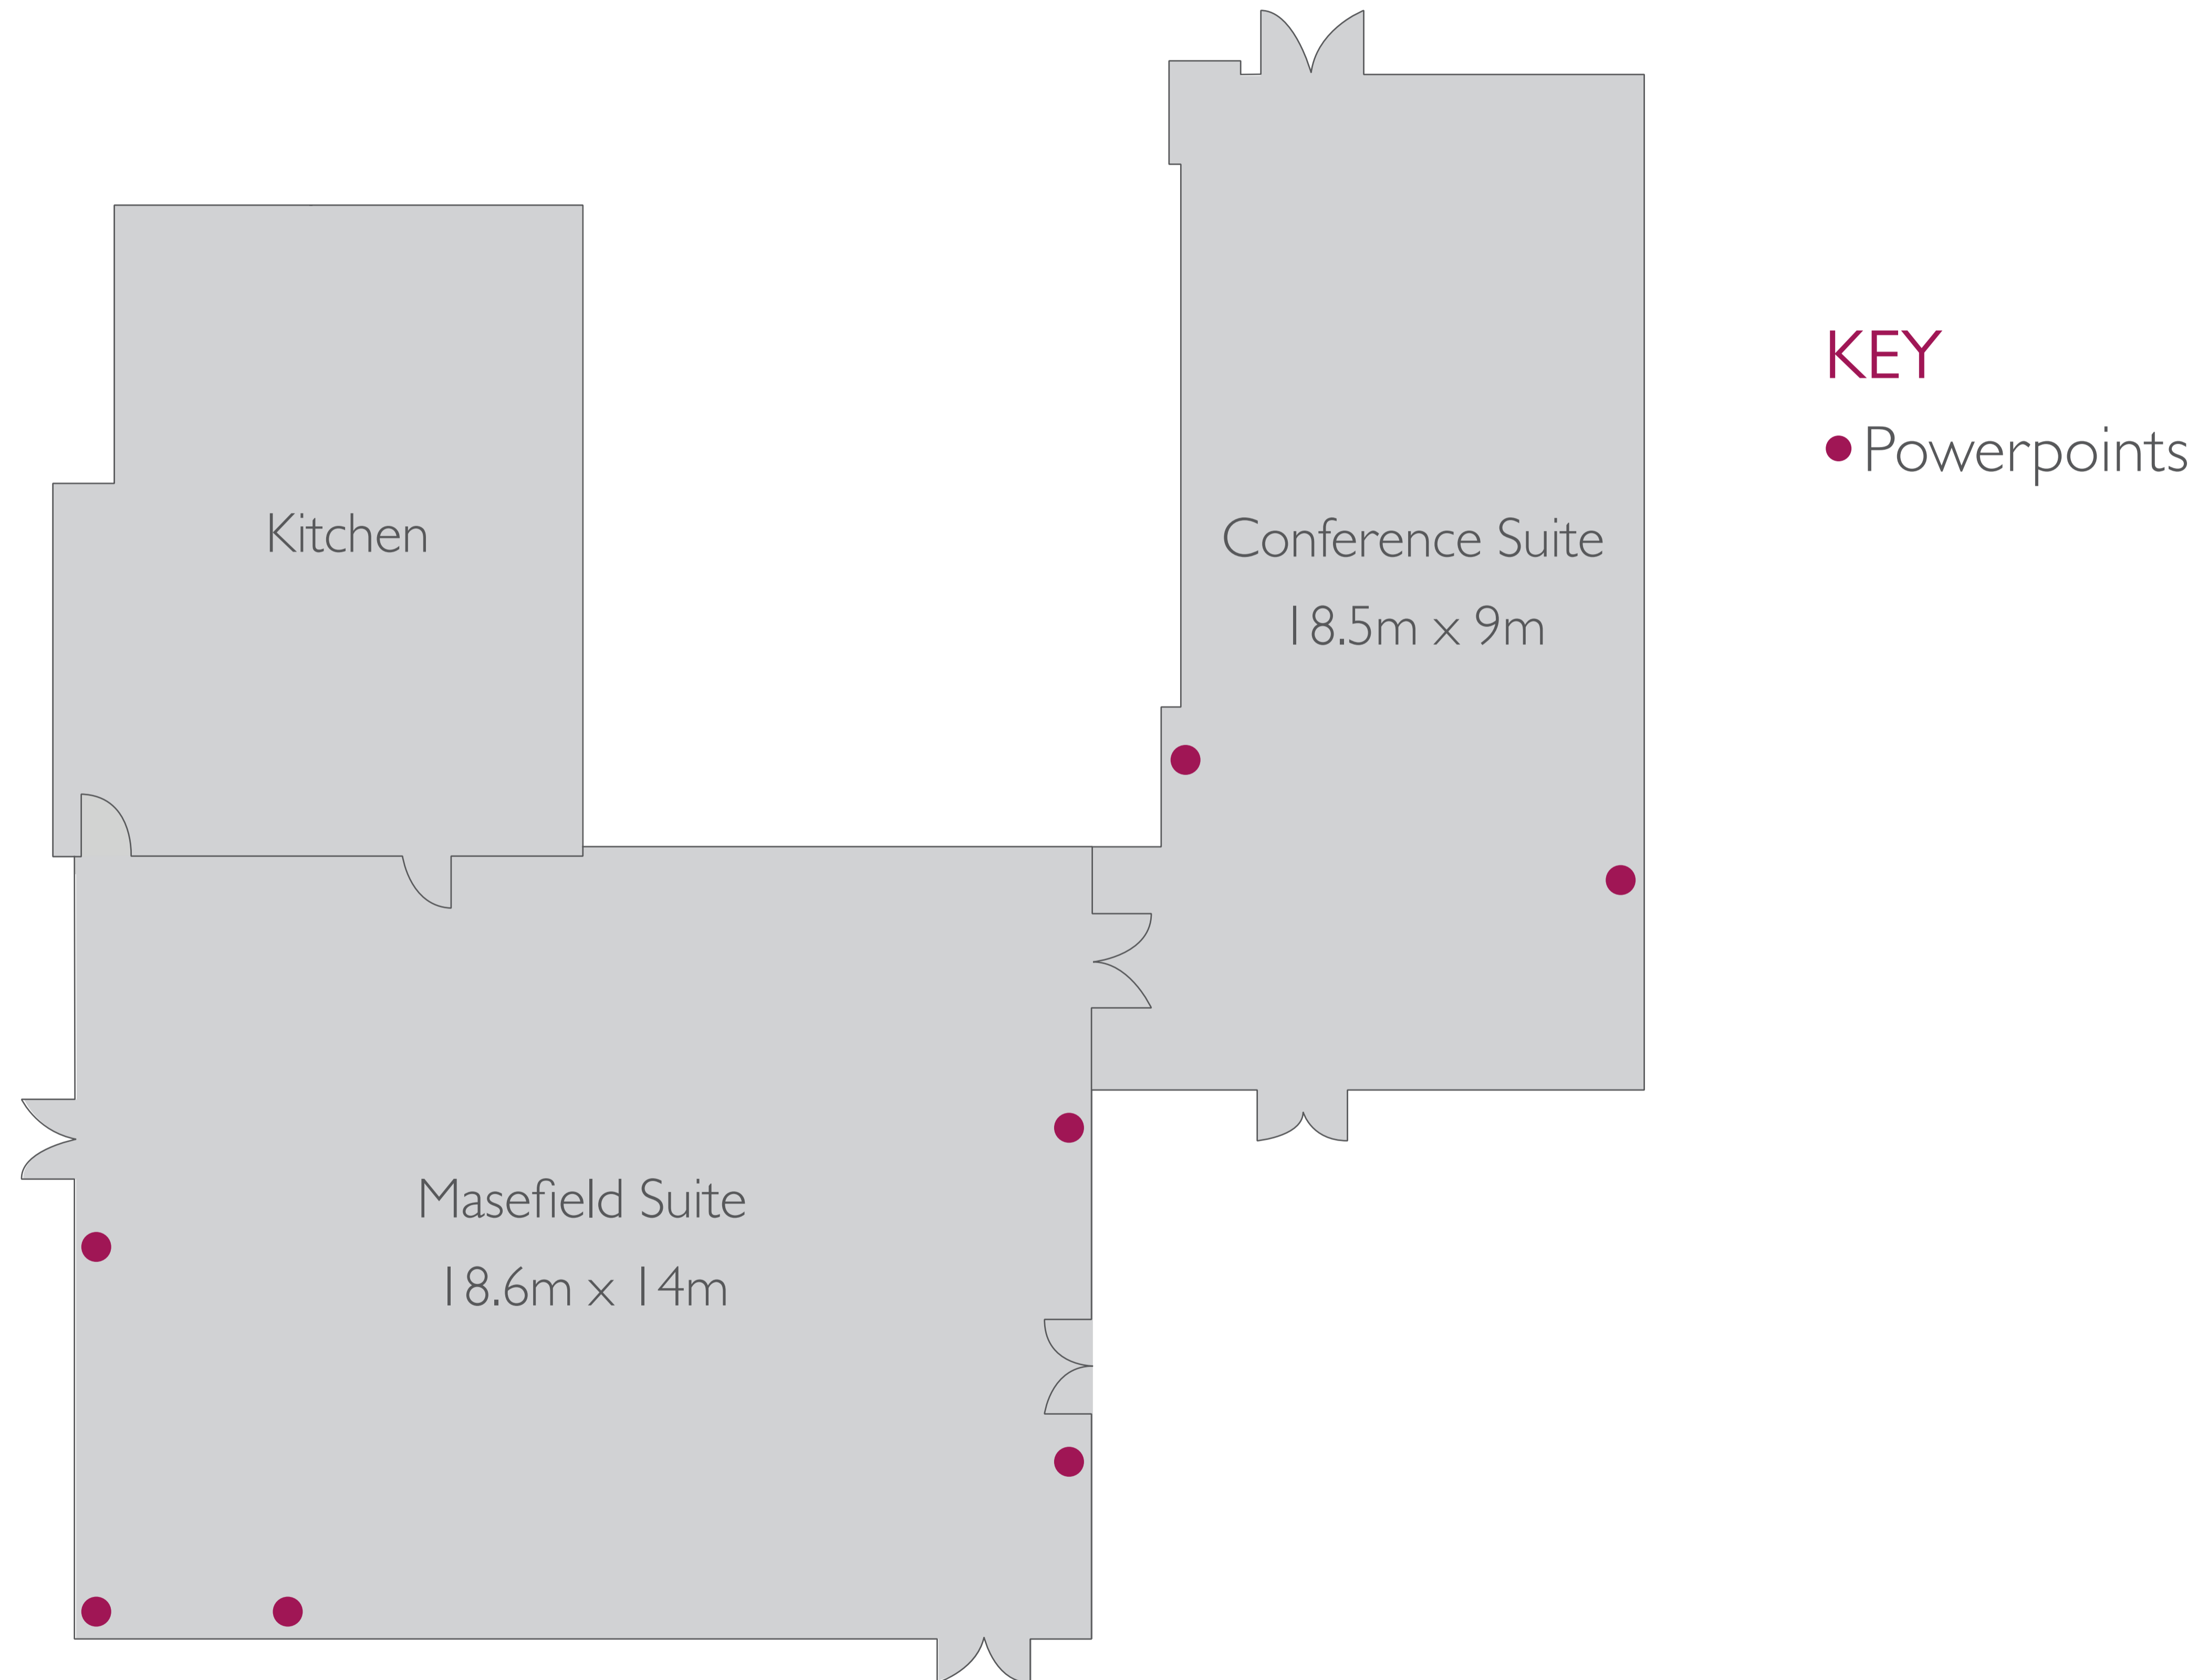 Kitchen
Conference Suite
18.5m x 9m
KEY
Powerpoints
Masefield Suite
18.6m x 14m